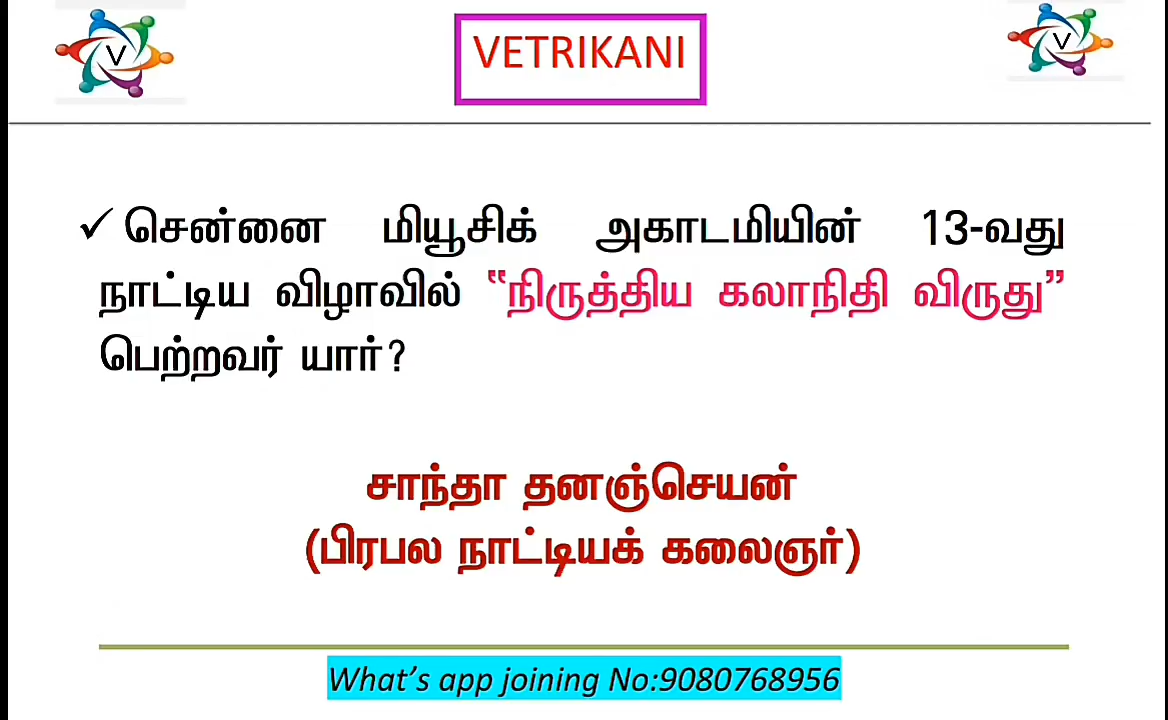 V
VETRIKANI
V
✓ சென்னை மியூசிக் அகாடமியின் 13-வது
நாட்டிய விழாவில் “நிருத்திய கலாநிதி விருது”
பெற்றவர் யார்?
சாந்தா தனஞ்செயன்
(பிரபல நாட்டியக் கலைஞர்)
What’s app joining No:9080768956